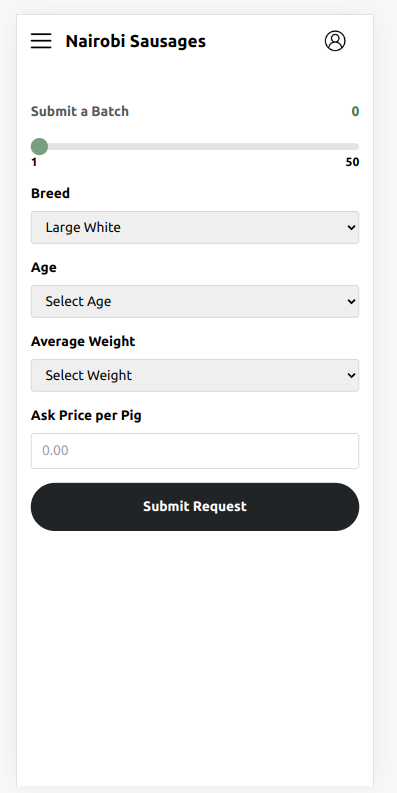 Nairobi Sausages
Submit a Batch 0
1 50
Breed
Large White
Age
Select Age
Average Weight
Select Weight
Ask Price per Pig
0.00
Submit Request